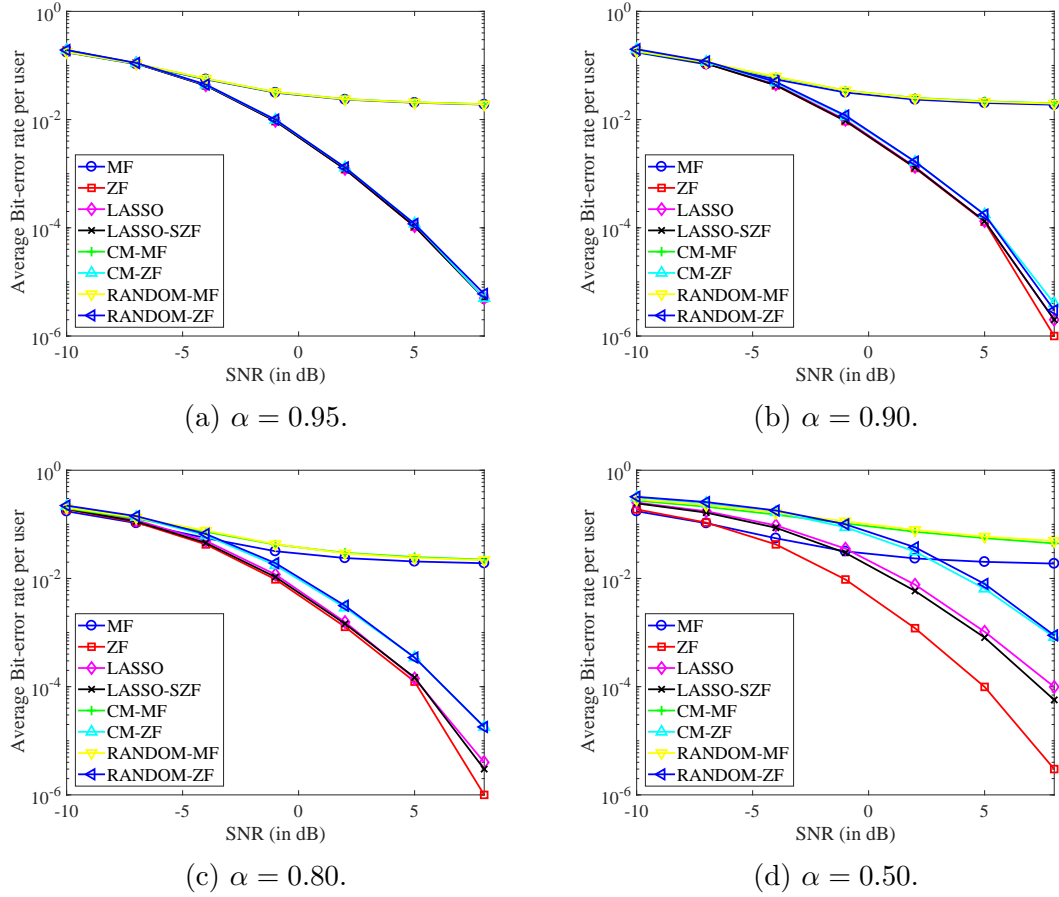 10^0
10^-2
10^-4
10^-6
Average Bit-error rate per user
MF
ZF
LASSO
LASSO-SZF
CM-MF
CM-ZF
RANDOM-MF
RANDOM-ZF
-10 -5 0 5
SNR (in dB)
(a) α = 0.95.
10^0
10^-2
10^-4
10^-6
Average Bit-error rate per user
MF
ZF
LASSO
LASSO-SZF
CM-MF
CM-ZF
RANDOM-MF
RANDOM-ZF
-10 -5 0 5
SNR (in dB)
(b) α = 0.90.
10^0
10^-2
10^-4
10^-6
Average Bit-error rate per user
MF
ZF
LASSO
LASSO-SZF
CM-MF
CM-ZF
RANDOM-MF
RANDOM-ZF
-10 -5 0 5
SNR (in dB)
(c) α = 0.80.
10^0
10^-2
10^-4
10^-6
Average Bit-error rate per user
MF
ZF
LASSO
LASSO-SZF
CM-MF
CM-ZF
RANDOM-MF
RANDOM-ZF
-10 -5 0 5
SNR (in dB)
(d) α = 0.50.